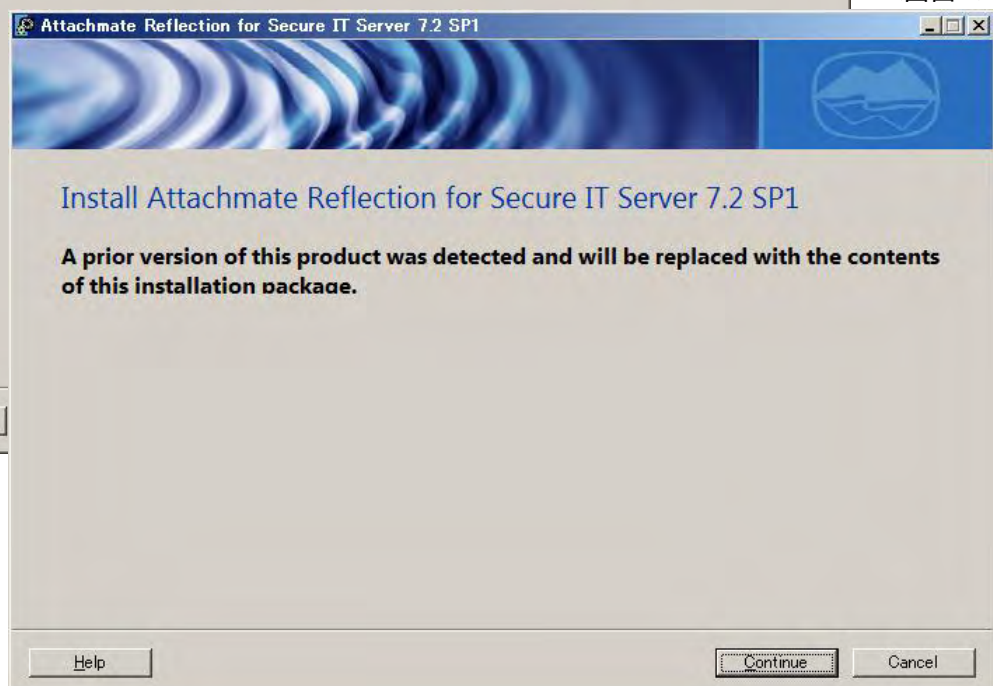 Attachmate Reflection for Secure IT Server 7.2 SP1
Install Attachmate Reflection for Secure IT Server 7.2 SP1
A prior version of this product was detected and will be replaced with the contents
of this installation package.
Help
Continue
Cancel